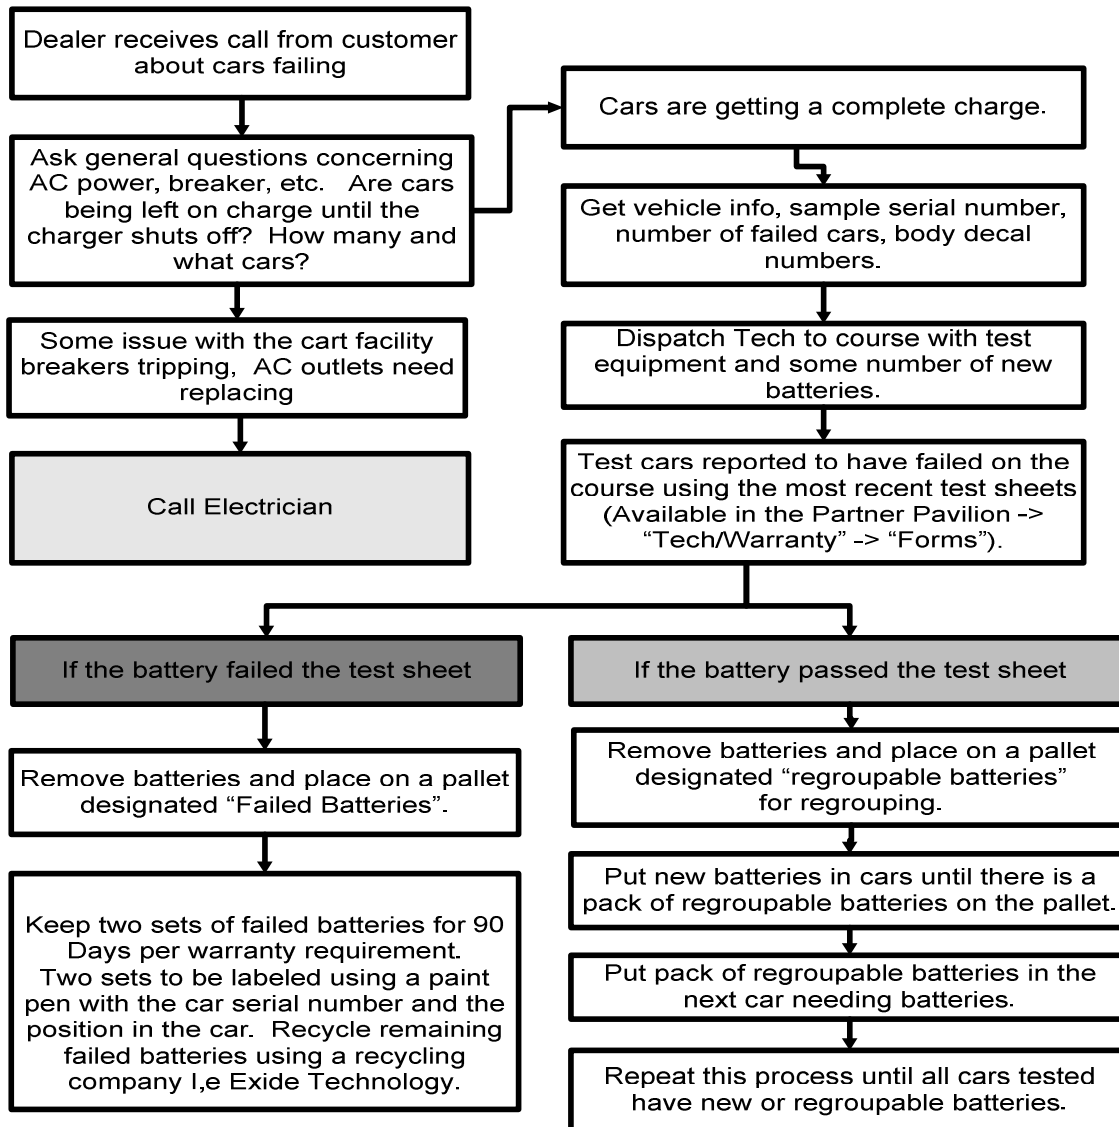 Dealer receives call from customer
about cars failing
Ask general questions concerning
AC power, breaker, etc.   Are cars
being left on charge until the
charger shuts off?  How many and
what cars?
Some issue with the cart facility
breakers tripping,  AC outlets need
replacing
Call Electrician
Cars are getting a complete charge.
Get vehicle info, sample serial number,
number of failed cars, body decal
numbers.
Dispatch Tech to course with test
equipment and some number of new
batteries.
Test cars reported to have failed on the
course using the most recent test sheets
(Available in the Partner Pavilion ->
“Tech/Warranty” -> “Forms”).
If the battery failed the test sheet
Remove batteries and place on a pallet
designated “Failed Batteries”.
Keep two sets of failed batteries for 90
Days per warranty requirement.
Two sets to be labeled using a paint
pen with the car serial number and the
position in the car.  Recycle remaining
failed batteries using a recycling
company I,e Exide Technology.
If the battery passed the test sheet
Remove batteries and place on a pallet
designated “regroupable batteries”
for regrouping.
Put new batteries in cars until there is a
pack of regroupable batteries on the pallet.
Put pack of regroupable batteries in the
next car needing batteries.
Repeat this process until all cars tested
have new or regroupable batteries.